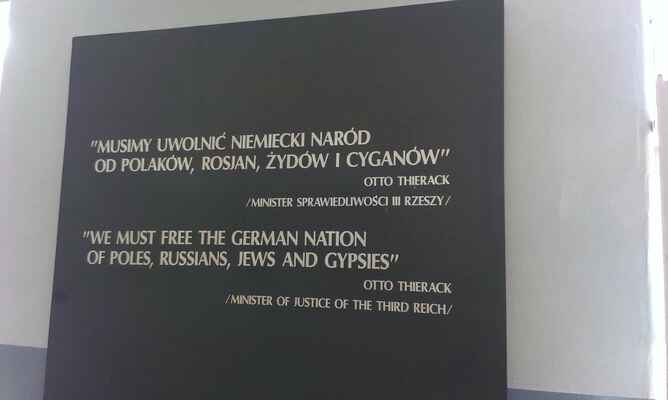 "MUSIMY UWOLNIĆ NIEMIECKI NARÓD
OD POLAKÓW, ROSJAN, ŻYDÓW I CYGANÓW"
OTTO THIERACK
/MINISTER SPRAWIEDLIWOŚCI III RZESZY/
"WE MUST FREE THE GERMAN NATION
OF POLES, RUSSIANS, JEWS AND GYPSIES"
OTTO THIERACK
/MINISTER OF JUSTICE OF THE THIRD REICH/